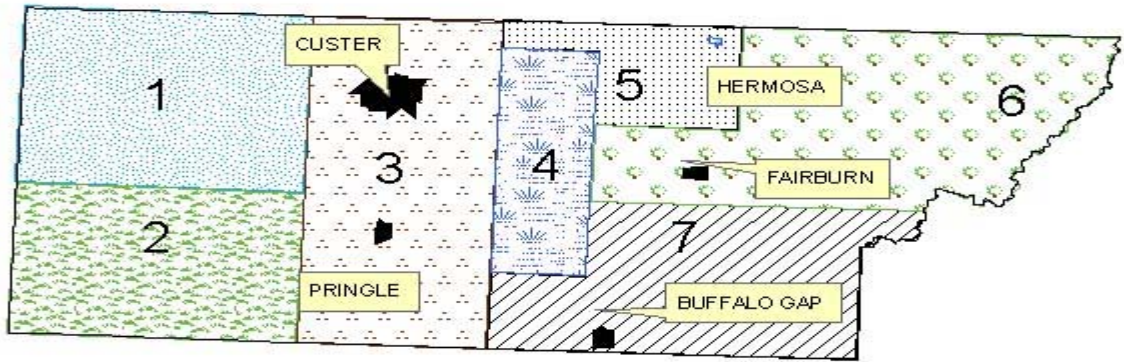 CUSTER
1
5
HERMOSA
6
3
4
FAIRBURN
2
7
PRINGLE
BUFFALO GAP